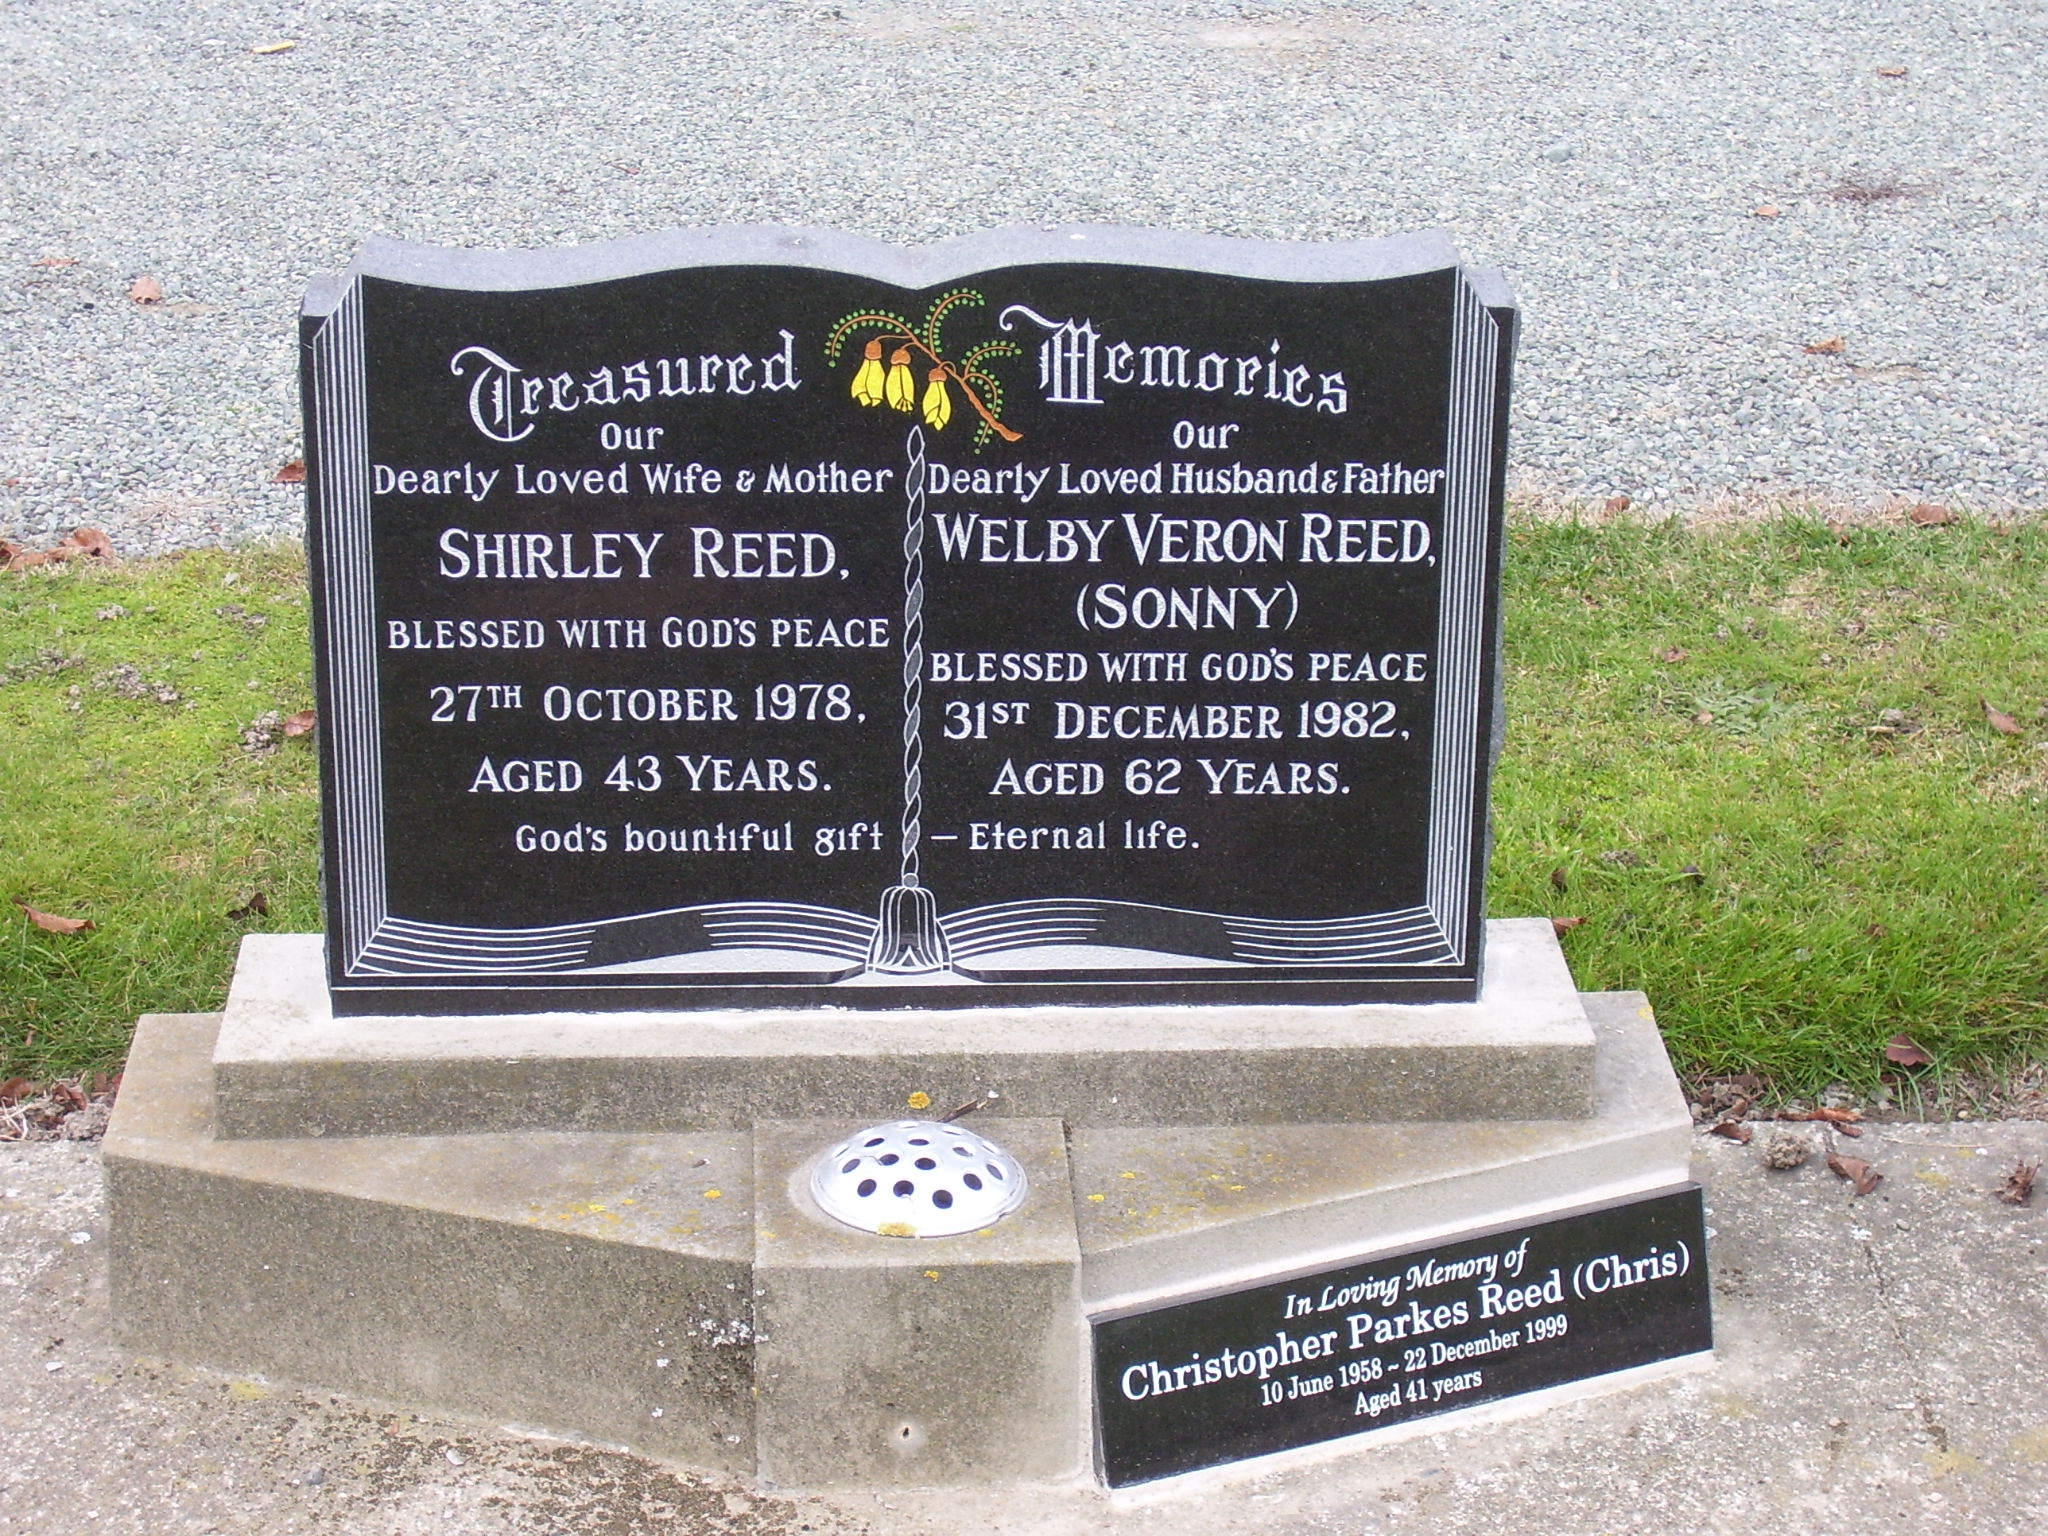 Treasured Memories
Our
Dearly Loved Wife & Mother
SHIRLEY REED,
BLESSED WITH GOD'S PEACE
27TH OCTOBER 1978,
AGED 43 YEARS.
Our
Dearly Loved Husband & Father
WELBY VERON REED,
(SONNY)
BLESSED WITH GOD'S PEACE
31ST DECEMBER 1982,
AGED 62 YEARS.
God's bountiful gift – Eternal life.
In Loving Memory of
Christopher Parkes Reed (Chris)
10 June 1958 ~ 22 December 1999
Aged 41 years